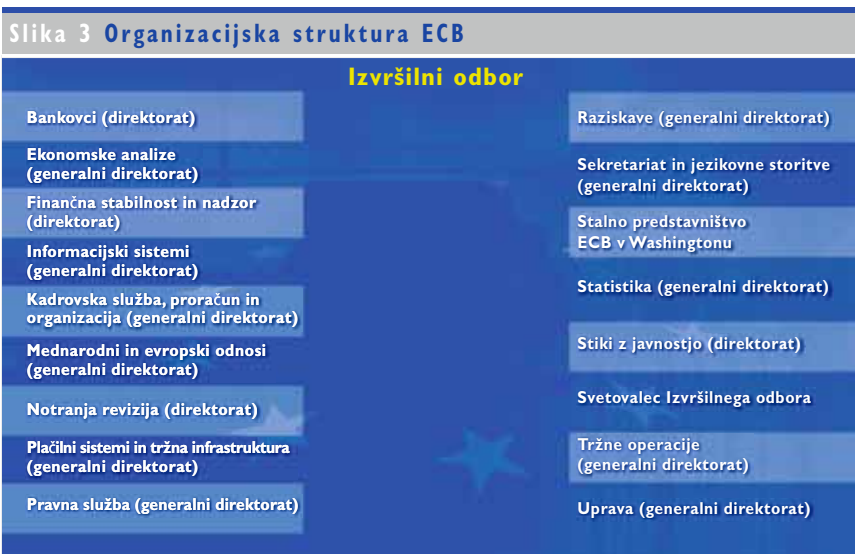 Slika 3 Organizacijska struktura ECB
Izvršilni odbor
Bankovci (direktorat)
Ekonomske analize
(generalni direktorat)
Finančna stabilnost in nadzor
(direktorat)
Informacijski sistemi
(generalni direktorat)
Kadrovska služba, proračun in
organizacija (generalni direktorat)
Mednarodni in evropski odnosi
(generalni direktorat)
Notranja revizija (direktorat)
Plačilni sistemi in tržna infrastruktura
(generalni direktorat)
Pravna služba (generalni direktorat)
Raziskave (generalni direktorat)
Sekretariat in jezikovne storitve
(generalni direktorat)
Stalno predstavništvo
ECB v Washingtonu
Statistika (generalni direktorat)
Stiki z javnostjo (direktorat)
Svetovalec Izvršilnega odbora
Tržne operacije
(generalni direktorat)
Uprava (generalni direktorat)